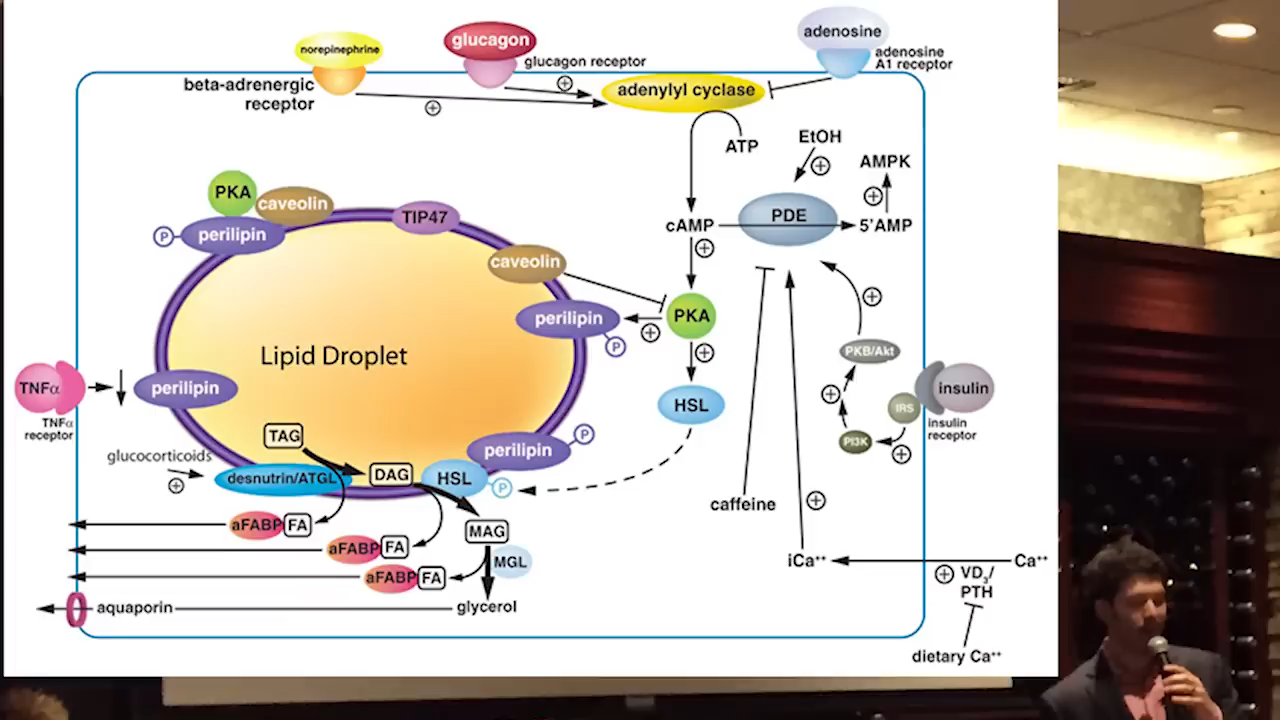 norepinephrine
glucagon
adenosine
beta-adrenergic
receptor
glucagon receptor
adenosine
A1 receptor
adenylyl cyclase
ATP
EtOH
AMPK
PKA
caveolin
perilipin
P
TIP47
cAMP
PDE
5'AMP
caveolin
perilipin
P
PKA
PKB/Akt
Lipid Droplet
TNFα
TNFα
receptor
perilipin
HSL
IRS
insulin
insulin
receptor
PI3K
TAG
glucocorticoids
desnutrin/ATGL
DAG
HSL
perilipin
P
P
caffeine
aFABP FA
aFABP FA
aFABP FA
MAG
MGL
iCa++
Ca++
VD3/
PTH
aquaporin
glycerol
dietary Ca++